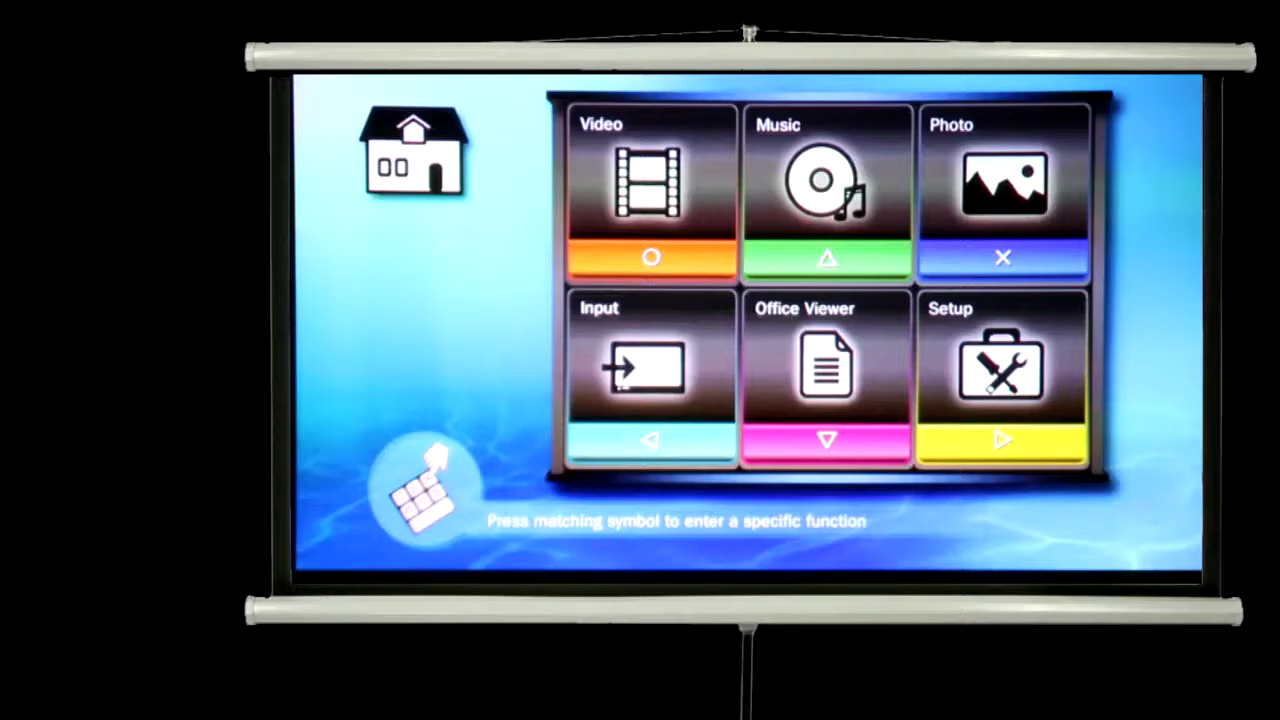 Video
Music
Photo
Input
Office Viewer
Setup
Press matching symbol to enter a specific function